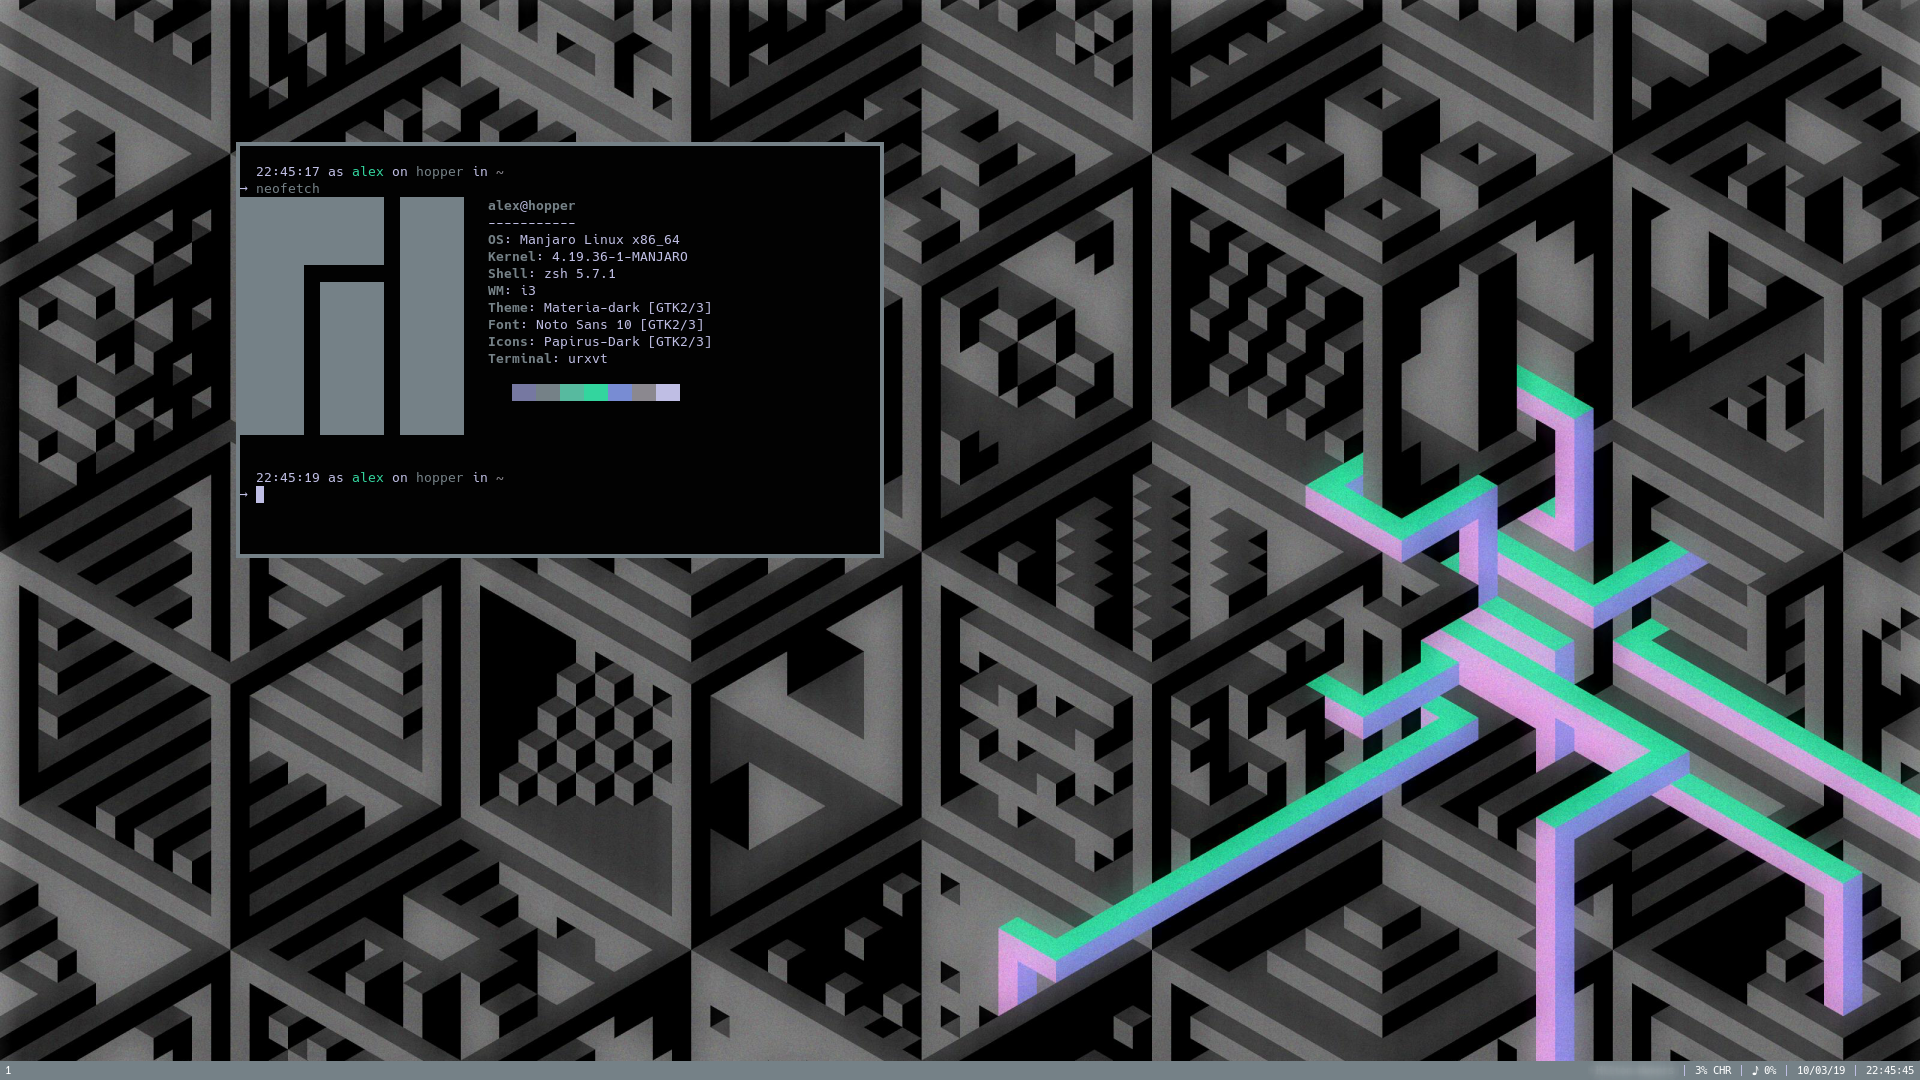 22:45:17 as alex on hopper in ~
→ neofetch
alex@hopper
-----------
OS: Manjaro Linux x86_64
Kernel: 4.19.36-1-MANJARO
Shell: zsh 5.7.1
WM: i3
Theme: Materia-dark [GTK2/3]
Font: Noto Sans 10 [GTK2/3]
Icons: Papirus-Dark [GTK2/3]
Terminal: urxvt
22:45:19 as alex on hopper in ~
→
1
| 3% CHR | ♪ 0% | 10/03/19 | 22:45:45